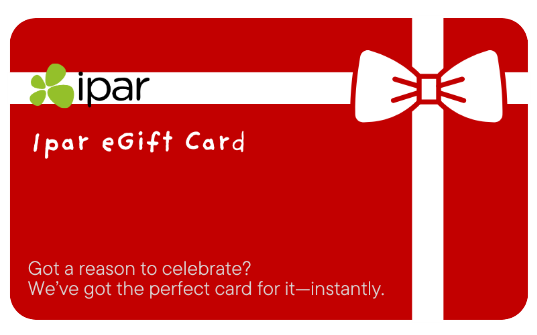 ipar
Ipar eGift Card
Got a reason to celebrate?
We've got the perfect card for it—instantly.